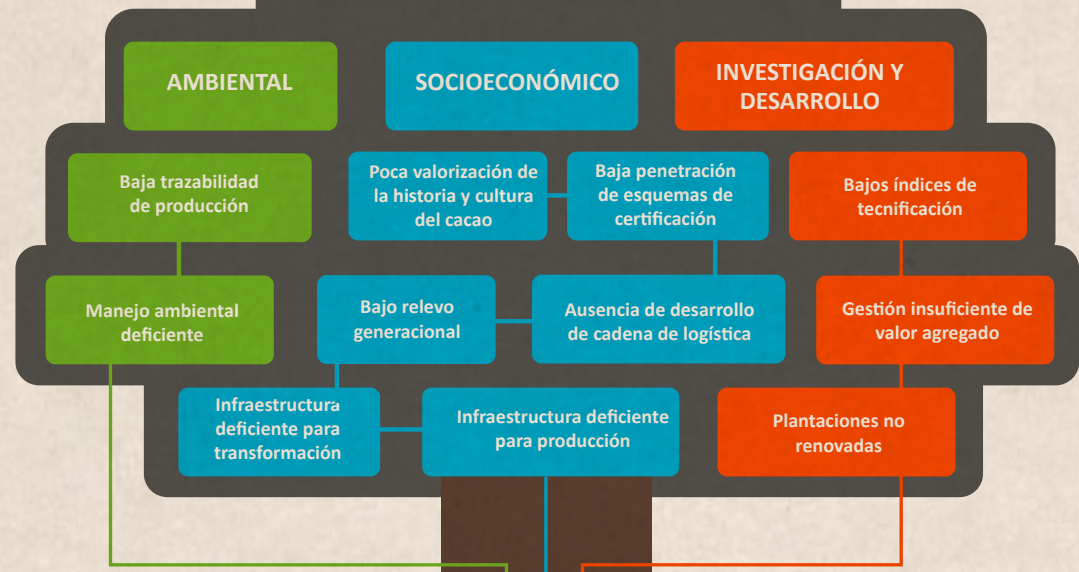 AMBIENTAL
SOCIOECONÓMICO
INVESTIGACIÓN Y
DESARROLLO
Baja trazabilidad
de producción
Poca valorización de
la historia y cultura
del cacao
Baja penetración
de esquemas de
certificación
Bajos índices de
tecnificación
Manejo ambiental
deficiente
Bajo relevo
generacional
Ausencia de desarrollo
de cadena de logística
Gestión insuficiente de
valor agregado
Infraestructura
deficiente para
transformación
Infraestructura deficiente
para producción
Plantaciones no
renovadas